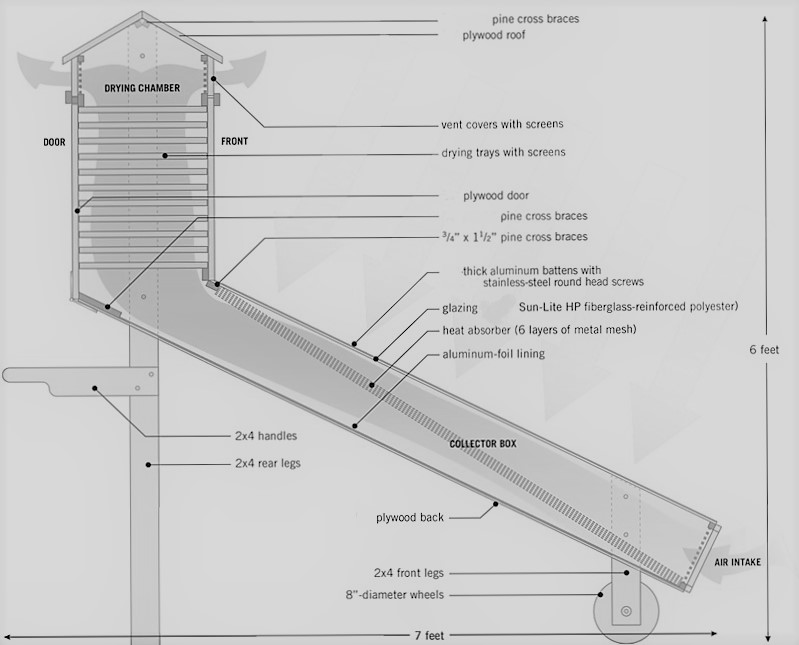 pine cross braces
plywood roof
DRYING CHAMBER
vent covers with screens
DOOR
FRONT
drying trays with screens
plywood door
pine cross braces
3/4" x 1 1/2" pine cross braces
thick aluminum battens with
stainless-steel round head screws
glazing Sun-Lite HP fiberglass-reinforced polyester)
heat absorber (6 layers of metal mesh)
6 feet
aluminum-foil lining
2x4 handles
COLLECTOR BOX
2x4 rear legs
plywood back
AIR INTAKE
2x4 front legs
8"-diameter wheels
7 feet